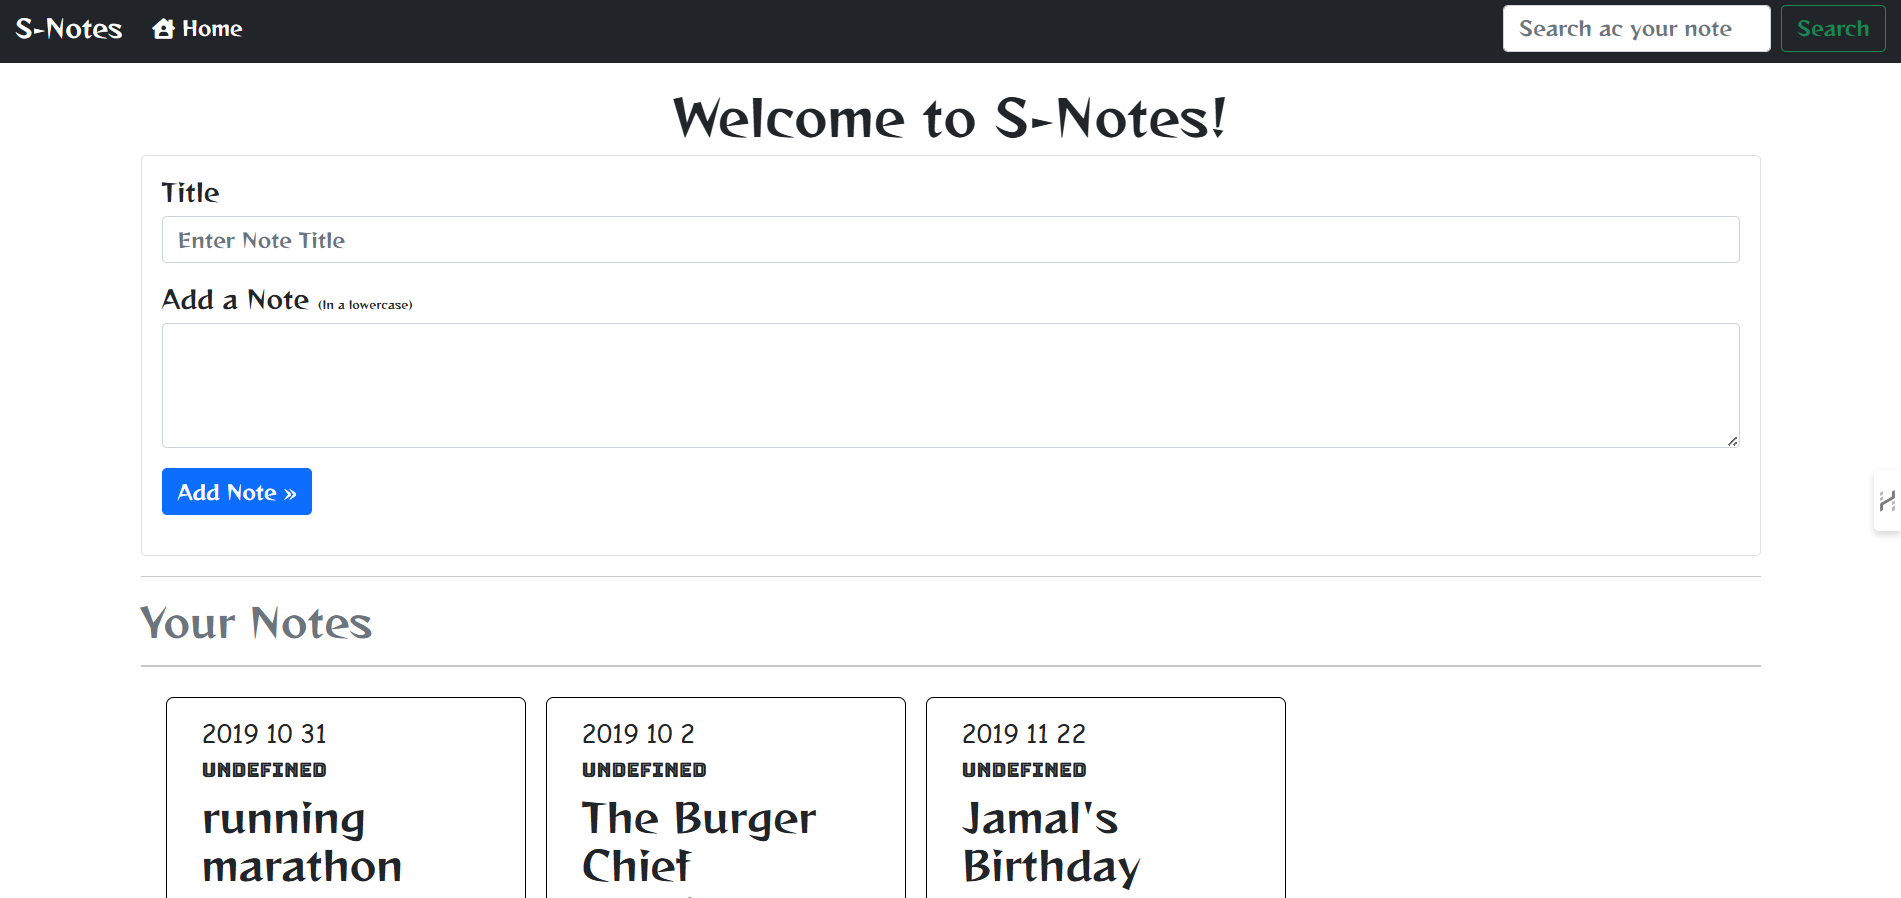 S-Notes Home Search ac your note Search
Welcome to S-Notes!
Title
Enter Note Title
Add a Note (In a lowercase)
Add Note »
Your Notes
2019 10 31
UNDEFINED
running
marathon
2019 10 2
UNDEFINED
The Burger
Chief
2019 11 22
UNDEFINED
Jamal's
Birthday